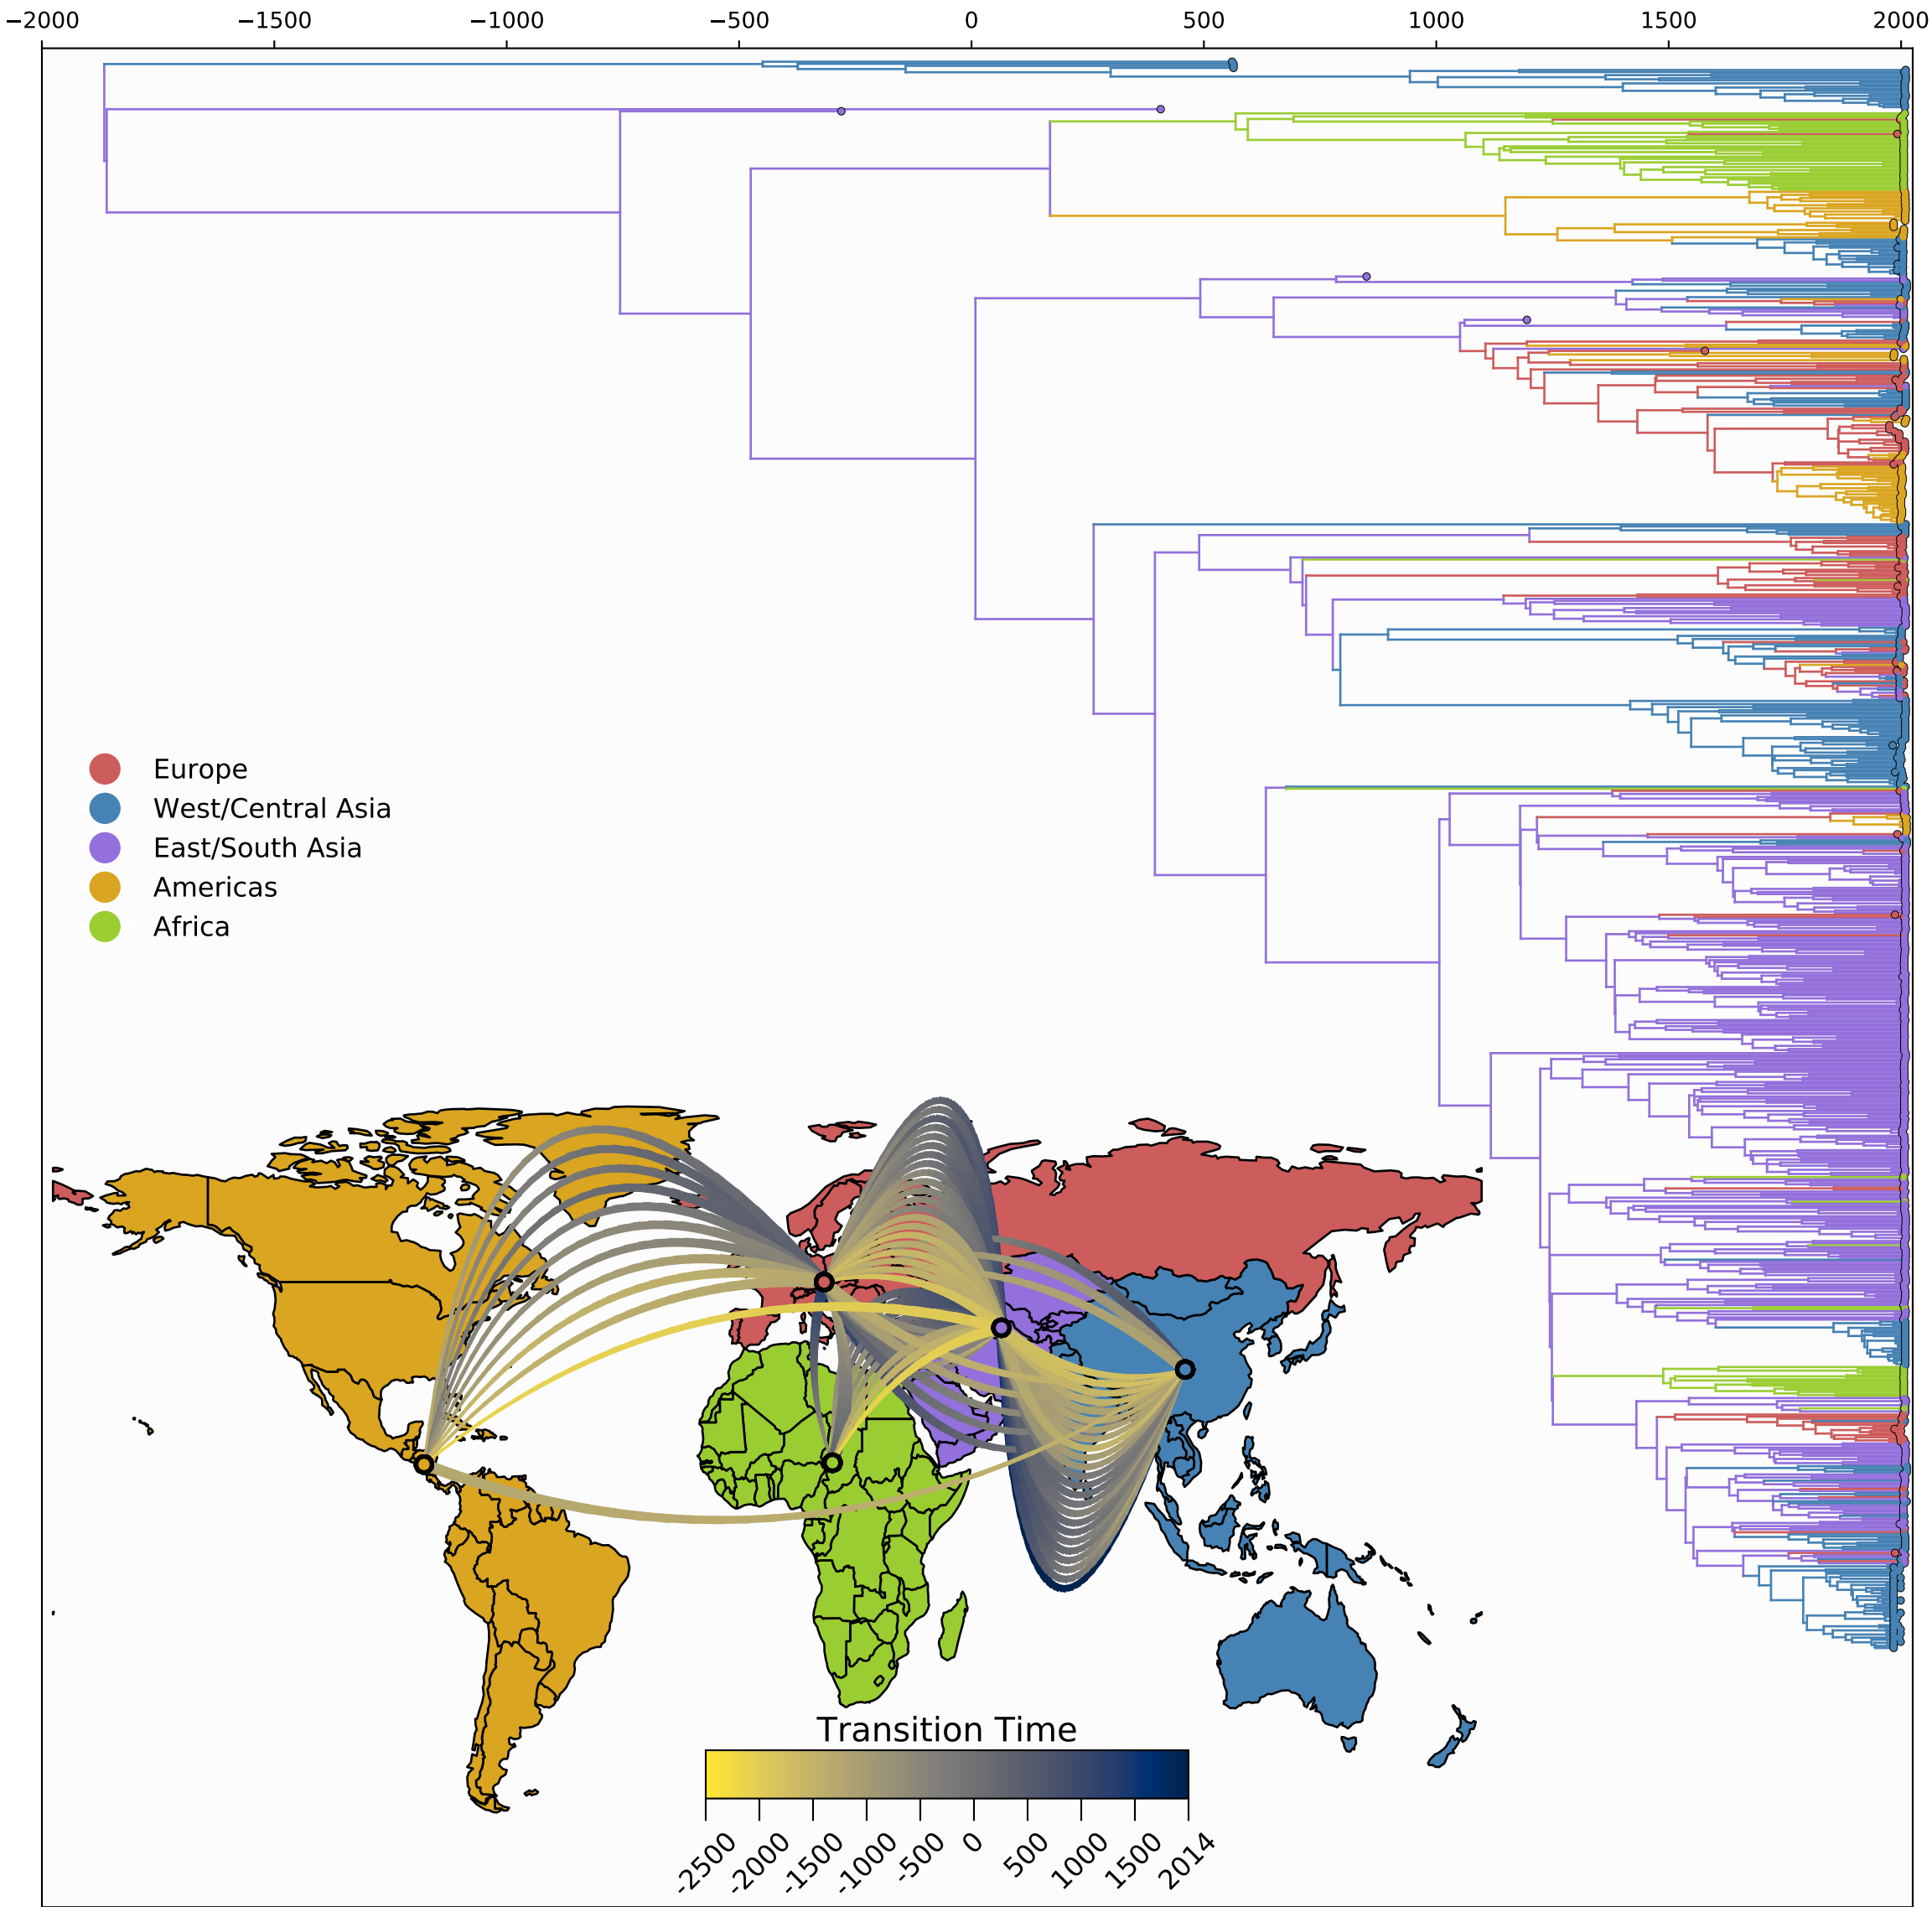 −2000 −1500 −1000 −500 0 500 1000 1500 2000
Europe
West/Central Asia
East/South Asia
Americas
Africa
Transition Time
-2500 -2000 -1500 -1000 -500 0 500 1000 1500 2014